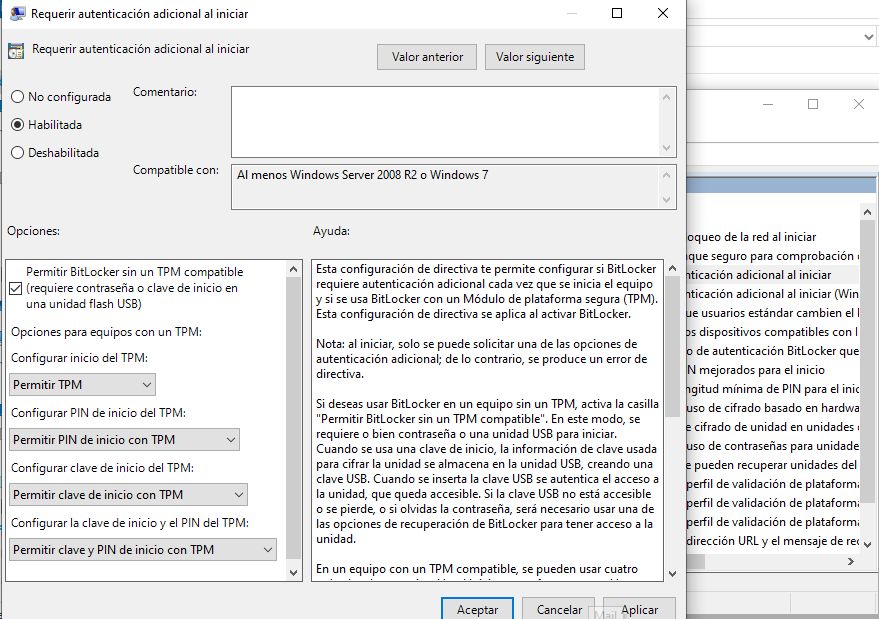 Requerir autenticación adicional al iniciar
Requerir autenticación adicional al iniciar
Valor anterior
Valor siguiente
No configurada
Habilitada
Deshabilitada
Comentario:
Compatible con:
Al menos Windows Server 2008 R2 o Windows 7
Opciones:
Ayuda:
Permitir BitLocker sin un TPM compatible
(requiere contraseña o clave de inicio en
una unidad flash USB)
Opciones para equipos con un TPM:
Configurar inicio del TPM:
Permitir TPM
Configurar PIN de inicio del TPM:
Permitir PIN de inicio con TPM
Configurar clave de inicio del TPM:
Permitir clave de inicio con TPM
Configurar la clave de inicio y el PIN del TPM:
Permitir clave y PIN de inicio con TPM
Esta configuración de directiva te permite configurar si BitLocker
requiere autenticación adicional cada vez que se inicia el equipo
y si se usa BitLocker con un Módulo de plataforma segura (TPM).
Esta configuración de directiva se aplica al activar BitLocker.
Nota: al iniciar, solo se puede solicitar una de las opciones de
autenticación adicional; de lo contrario, se produce un error de
directiva.
Si deseas usar BitLocker en un equipo sin un TPM, activa la casilla
"Permitir BitLocker sin un TPM compatible". En este modo, se
requiere o bien contraseña o una unidad USB para iniciar.
Cuando se usa una clave de inicio, la información de clave usada
para cifrar la unidad se almacena en la unidad USB, creando una
clave USB. Cuando se inserta la clave USB se autentica el acceso a
la unidad, que queda accesible. Si la clave USB no está accesible
o se pierde, o si olvidas la contraseña, será necesario usar una de
las opciones de recuperación de BitLocker para tener acceso a la
unidad.
En un equipo con un TPM compatible, se pueden usar cuatro
Aceptar
Cancelar
Aplicar
Mail
oqueo de la red al iniciar
que seguro para comprobación
nticación adicional al iniciar
nticación adicional al iniciar (Win
ue usuarios estándar cambien el
os dispositivos compatibles con I
o de autenticación BitLocker que
N mejorados para el inicio
ngitud mínima de PIN para el inic
uso de cifrado basado en hardwa
e cifrado de unidad en unidades
uso de contraseñas para unidade
e pueden recuperar unidades del
perfil de validación de plataforma
perfil de validación de plataforma
perfil de validación de plataforma
dirección URL y el mensaje de rec